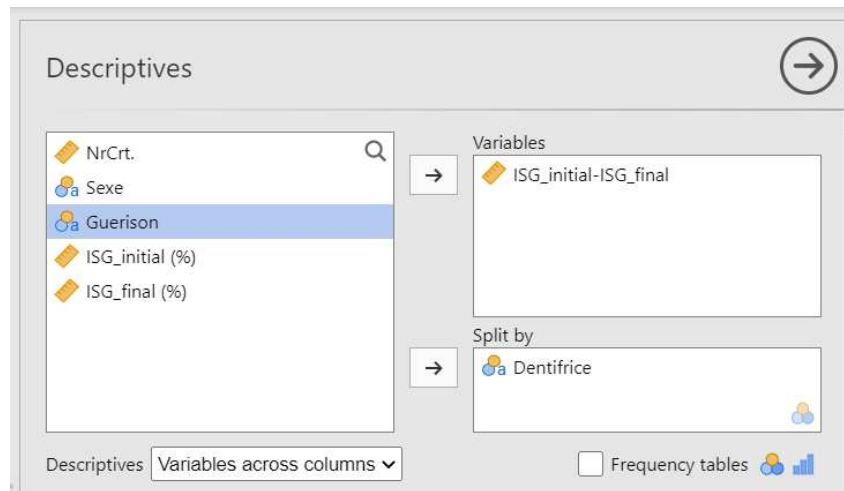 Descriptives
NrCrt.
Sexe
Guerison
ISG_initial (%)
ISG_final (%)
Variables
ISG_initial-ISG_final
Split by
Dentifrice
Descriptives Variables across columns
Frequency tables